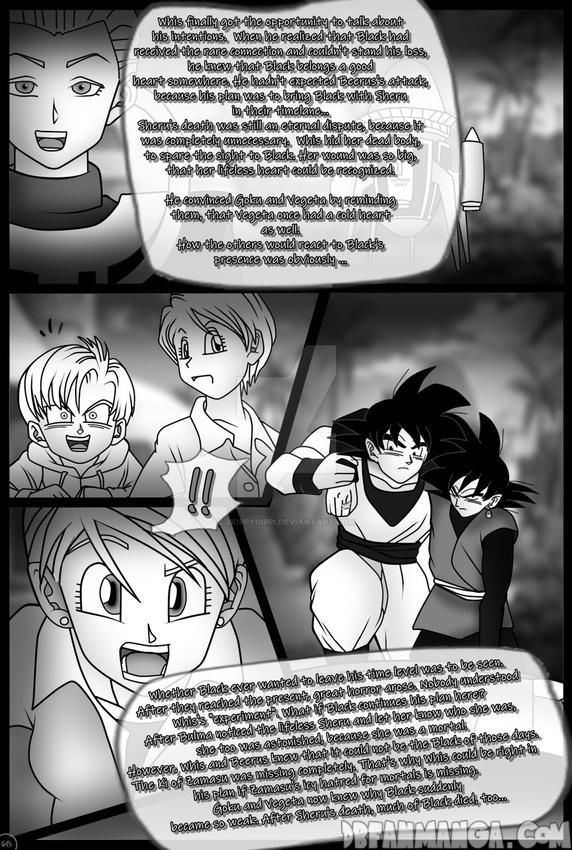 Whis finally got the opportunity to talk about
his intentions. When he realized that Black had
received the rare connection and couldn't stand his loss,
he knew that Black belongs a good
heart somewhere. He hadn't expected Beerus's attack,
because his plan was to bring Black with Sheru
in their timelane...
Sheru's death was still an eternal dispute, because it
was completely unnecessary. Whis hid her dead body,
to spare the sight to Black. Her wound was so big,
that her lifeless heart could be recognized.
He convinced Goku and Vegeta by reminding
them, that Vegeta once had a cold heart
as well.
How the others would react to Black's
presence was obviously ...
!!
SKIPPYDIPPI.DEVIANTART.COM
Whether Black ever wanted to leave his time level was to be seen.
After they reached the present, great horror arose. Nobody understood
Whis's "experiment". What if Black continues his plan here?
After Bulma noticed the lifeless Sheru and let her know who she was,
she too was astonished, because she was a mortal.
However, Whis and Beerus knew that it could not be the Black of those days.
The Ki of Zamasu was missing completely. That's why Whis could be right in
his plan if Zamasu's icy hatred for mortals is missing.
Goku and Vegeta now knew why Black suddenly
became so weak. After Sheru's death, much of Black died, too...
68
DBFANMANGA.COM